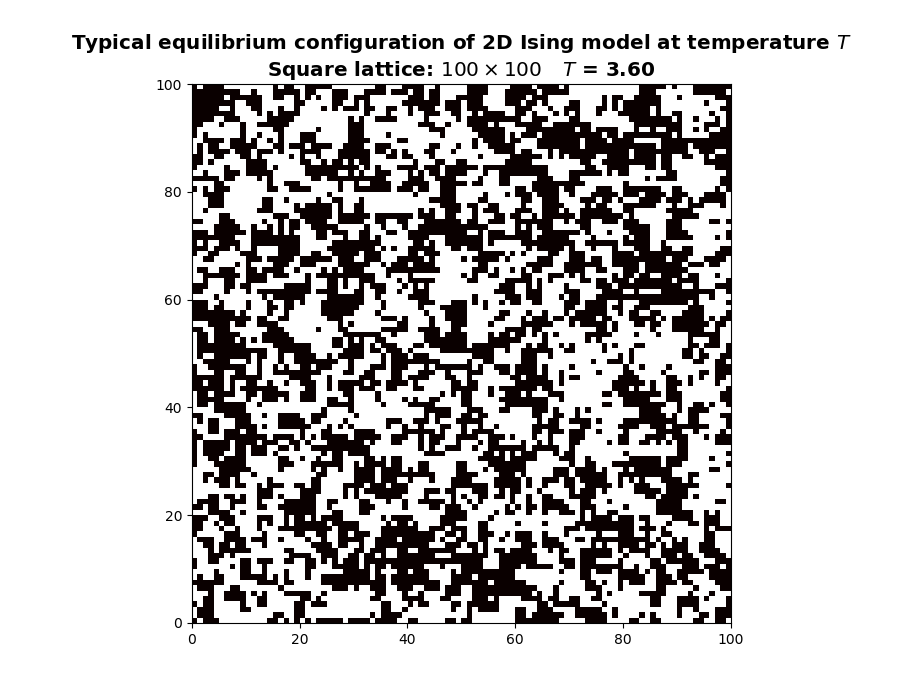 Typical equilibrium configuration of 2D Ising model at temperature T
Square lattice: 100 × 100 T = 3.60
100
80
60
40
20
0
0 20 40 60 80 100